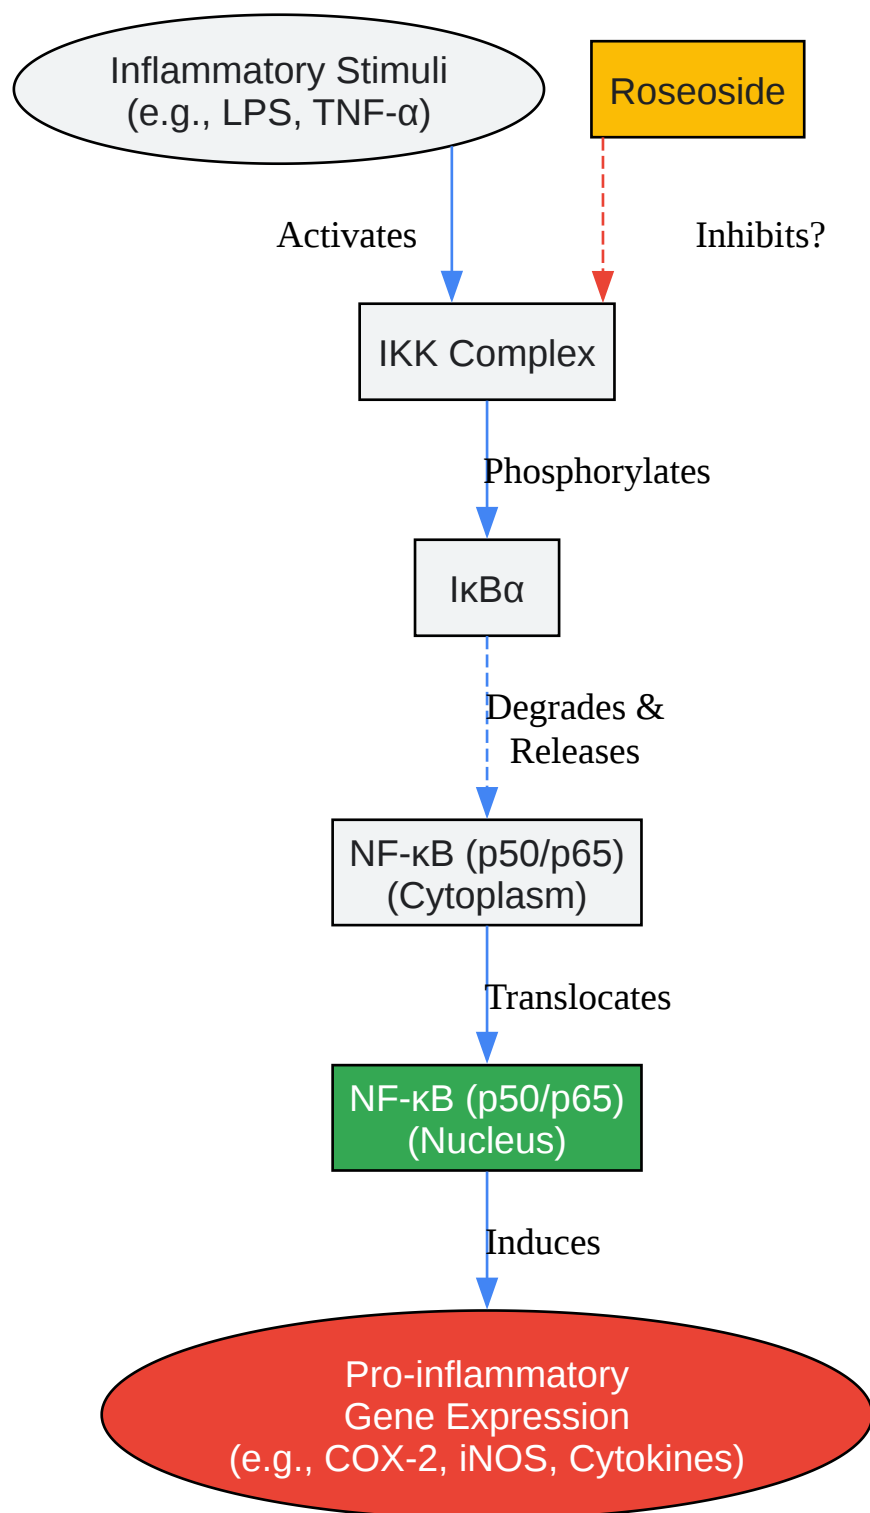 Inflammatory Stimuli
(e.g., LPS, TNF-α)
Roseoside
Activates
Inhibits?
IKK Complex
Phosphorylates
IκBα
Degrades &
Releases
NF-κB (p50/p65)
(Cytoplasm)
Translocates
NF-κB (p50/p65)
(Nucleus)
Induces
Pro-inflammatory
Gene Expression
(e.g., COX-2, iNOS, Cytokines)